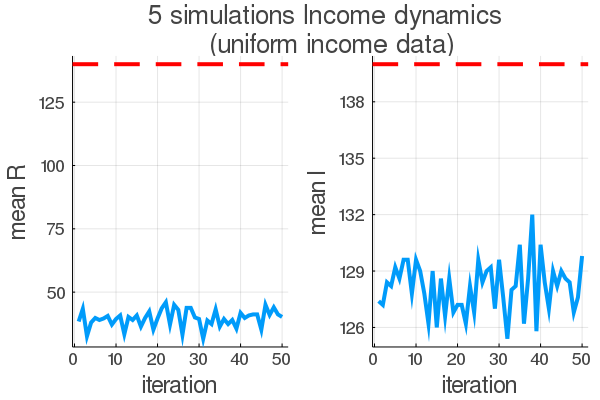 5 simulations Income dynamics
(uniform income data)
mean R
125
100
75
50
0 10 20 30 40 50
iteration
mean I
138
135
132
129
126
0 10 20 30 40 50
iteration